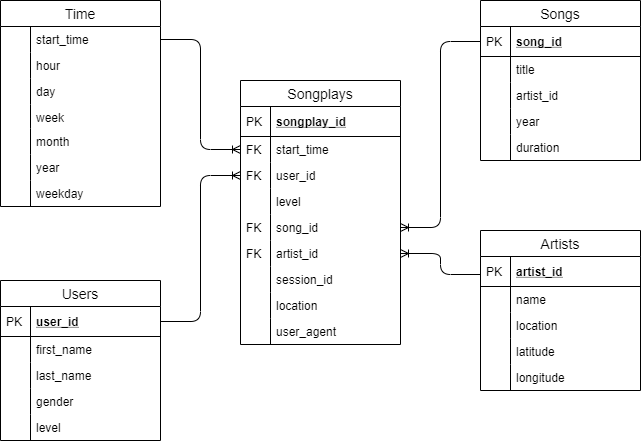 Time
start_time
hour
day
week
month
year
weekday
Users
PK user_id
first_name
last_name
gender
level
Songplays
PK songplay_id
FK start_time
FK user_id
level
FK song_id
FK artist_id
session_id
location
user_agent
Songs
PK song_id
title
artist_id
year
duration
Artists
PK artist_id
name
location
latitude
longitude